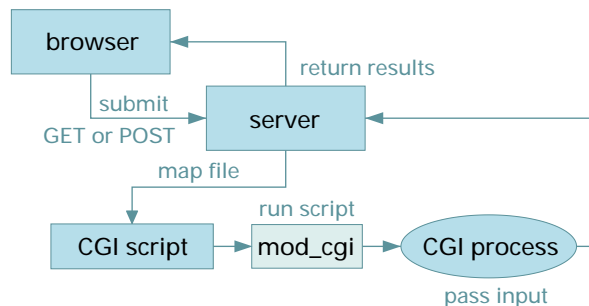 browser
return results
submit
GET or POST
server
map file
run script
CGI script
mod_cgi
CGI process
pass input